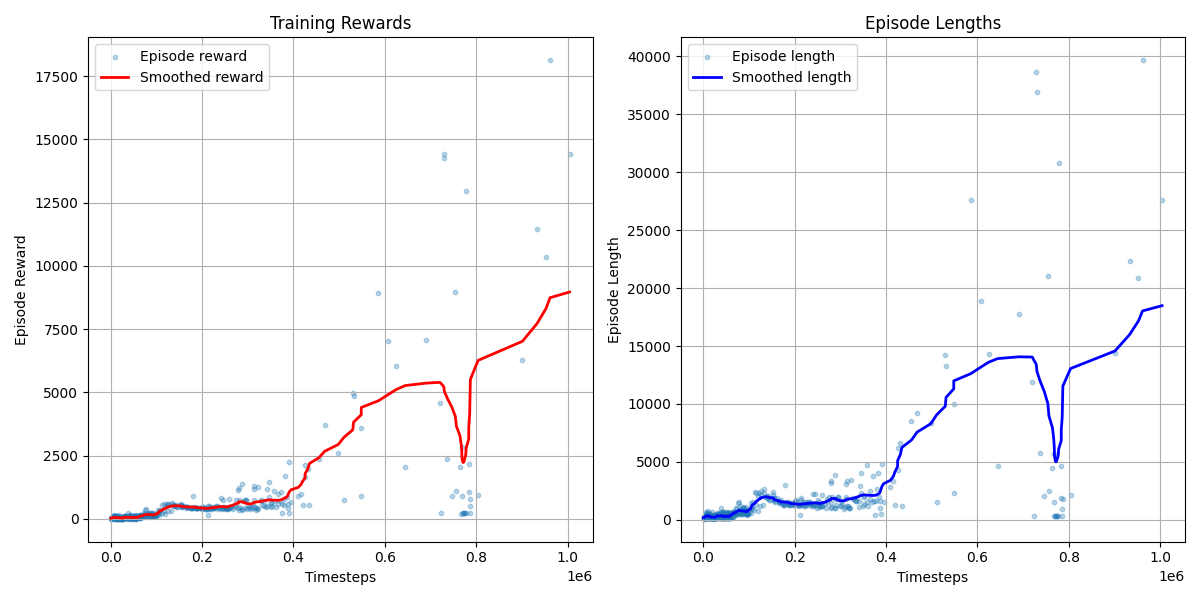 Training Rewards
Episode reward
Smoothed reward
17500
15000
12500
10000
7500
5000
2500
0
Episode Reward
0.0 0.2 0.4 0.6 0.8 1.0
1e6
Timesteps
Episode Lengths
Episode length
Smoothed length
40000
35000
30000
25000
20000
15000
10000
5000
0
Episode Length
0.0 0.2 0.4 0.6 0.8 1.0
1e6
Timesteps